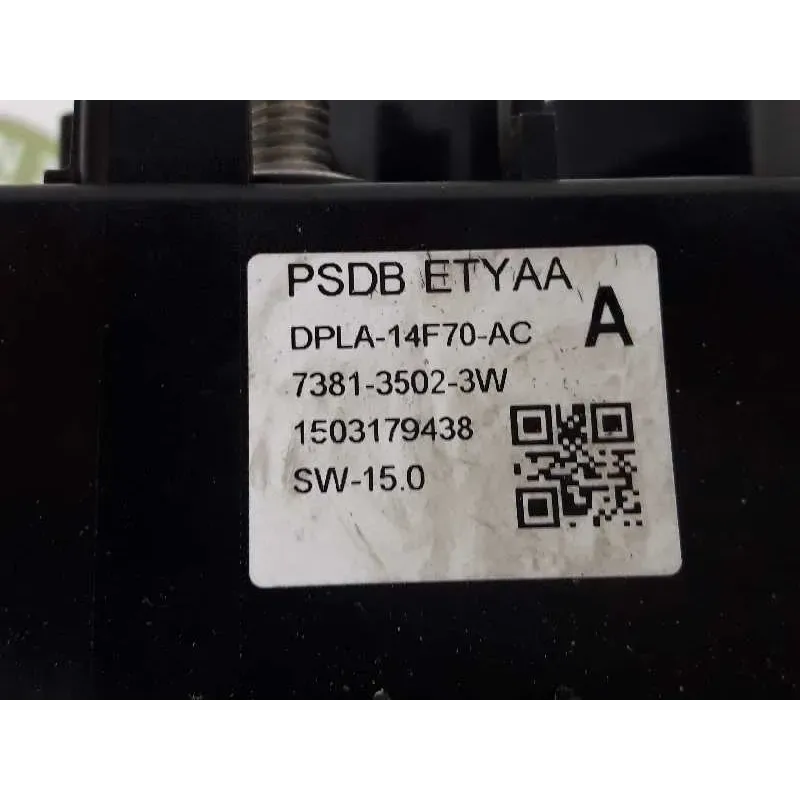 PSDB ETYAA
A
DPLA-14F70-AC
7381-3502-3W
1503179438
SW-15.0